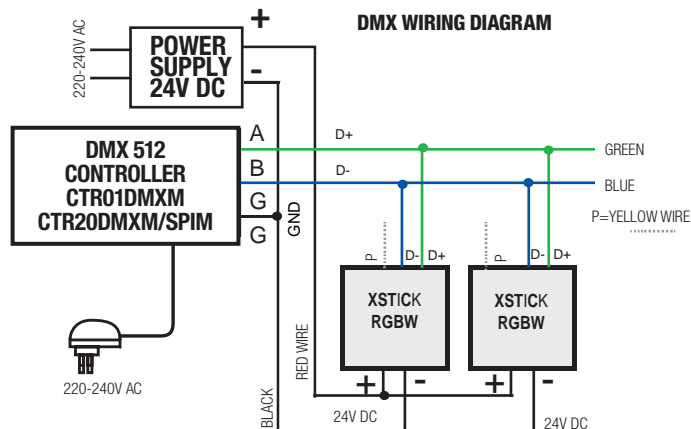 DMX WIRING DIAGRAM
220-240V AC
POWER
SUPPLY
24V DC
+
-
DMX 512
CONTROLLER
CTR01DMXM
CTR20DMXM/SPIM
A
B
G
G
GND
D+
D-
GREEN
BLUE
P=YELLOW WIRE
P
D- D+
XSTICK
RGBW
+ -
P
D- D+
XSTICK
RGBW
+ -
220-240V AC
BLACK
RED WIRE
24V DC
24V DC